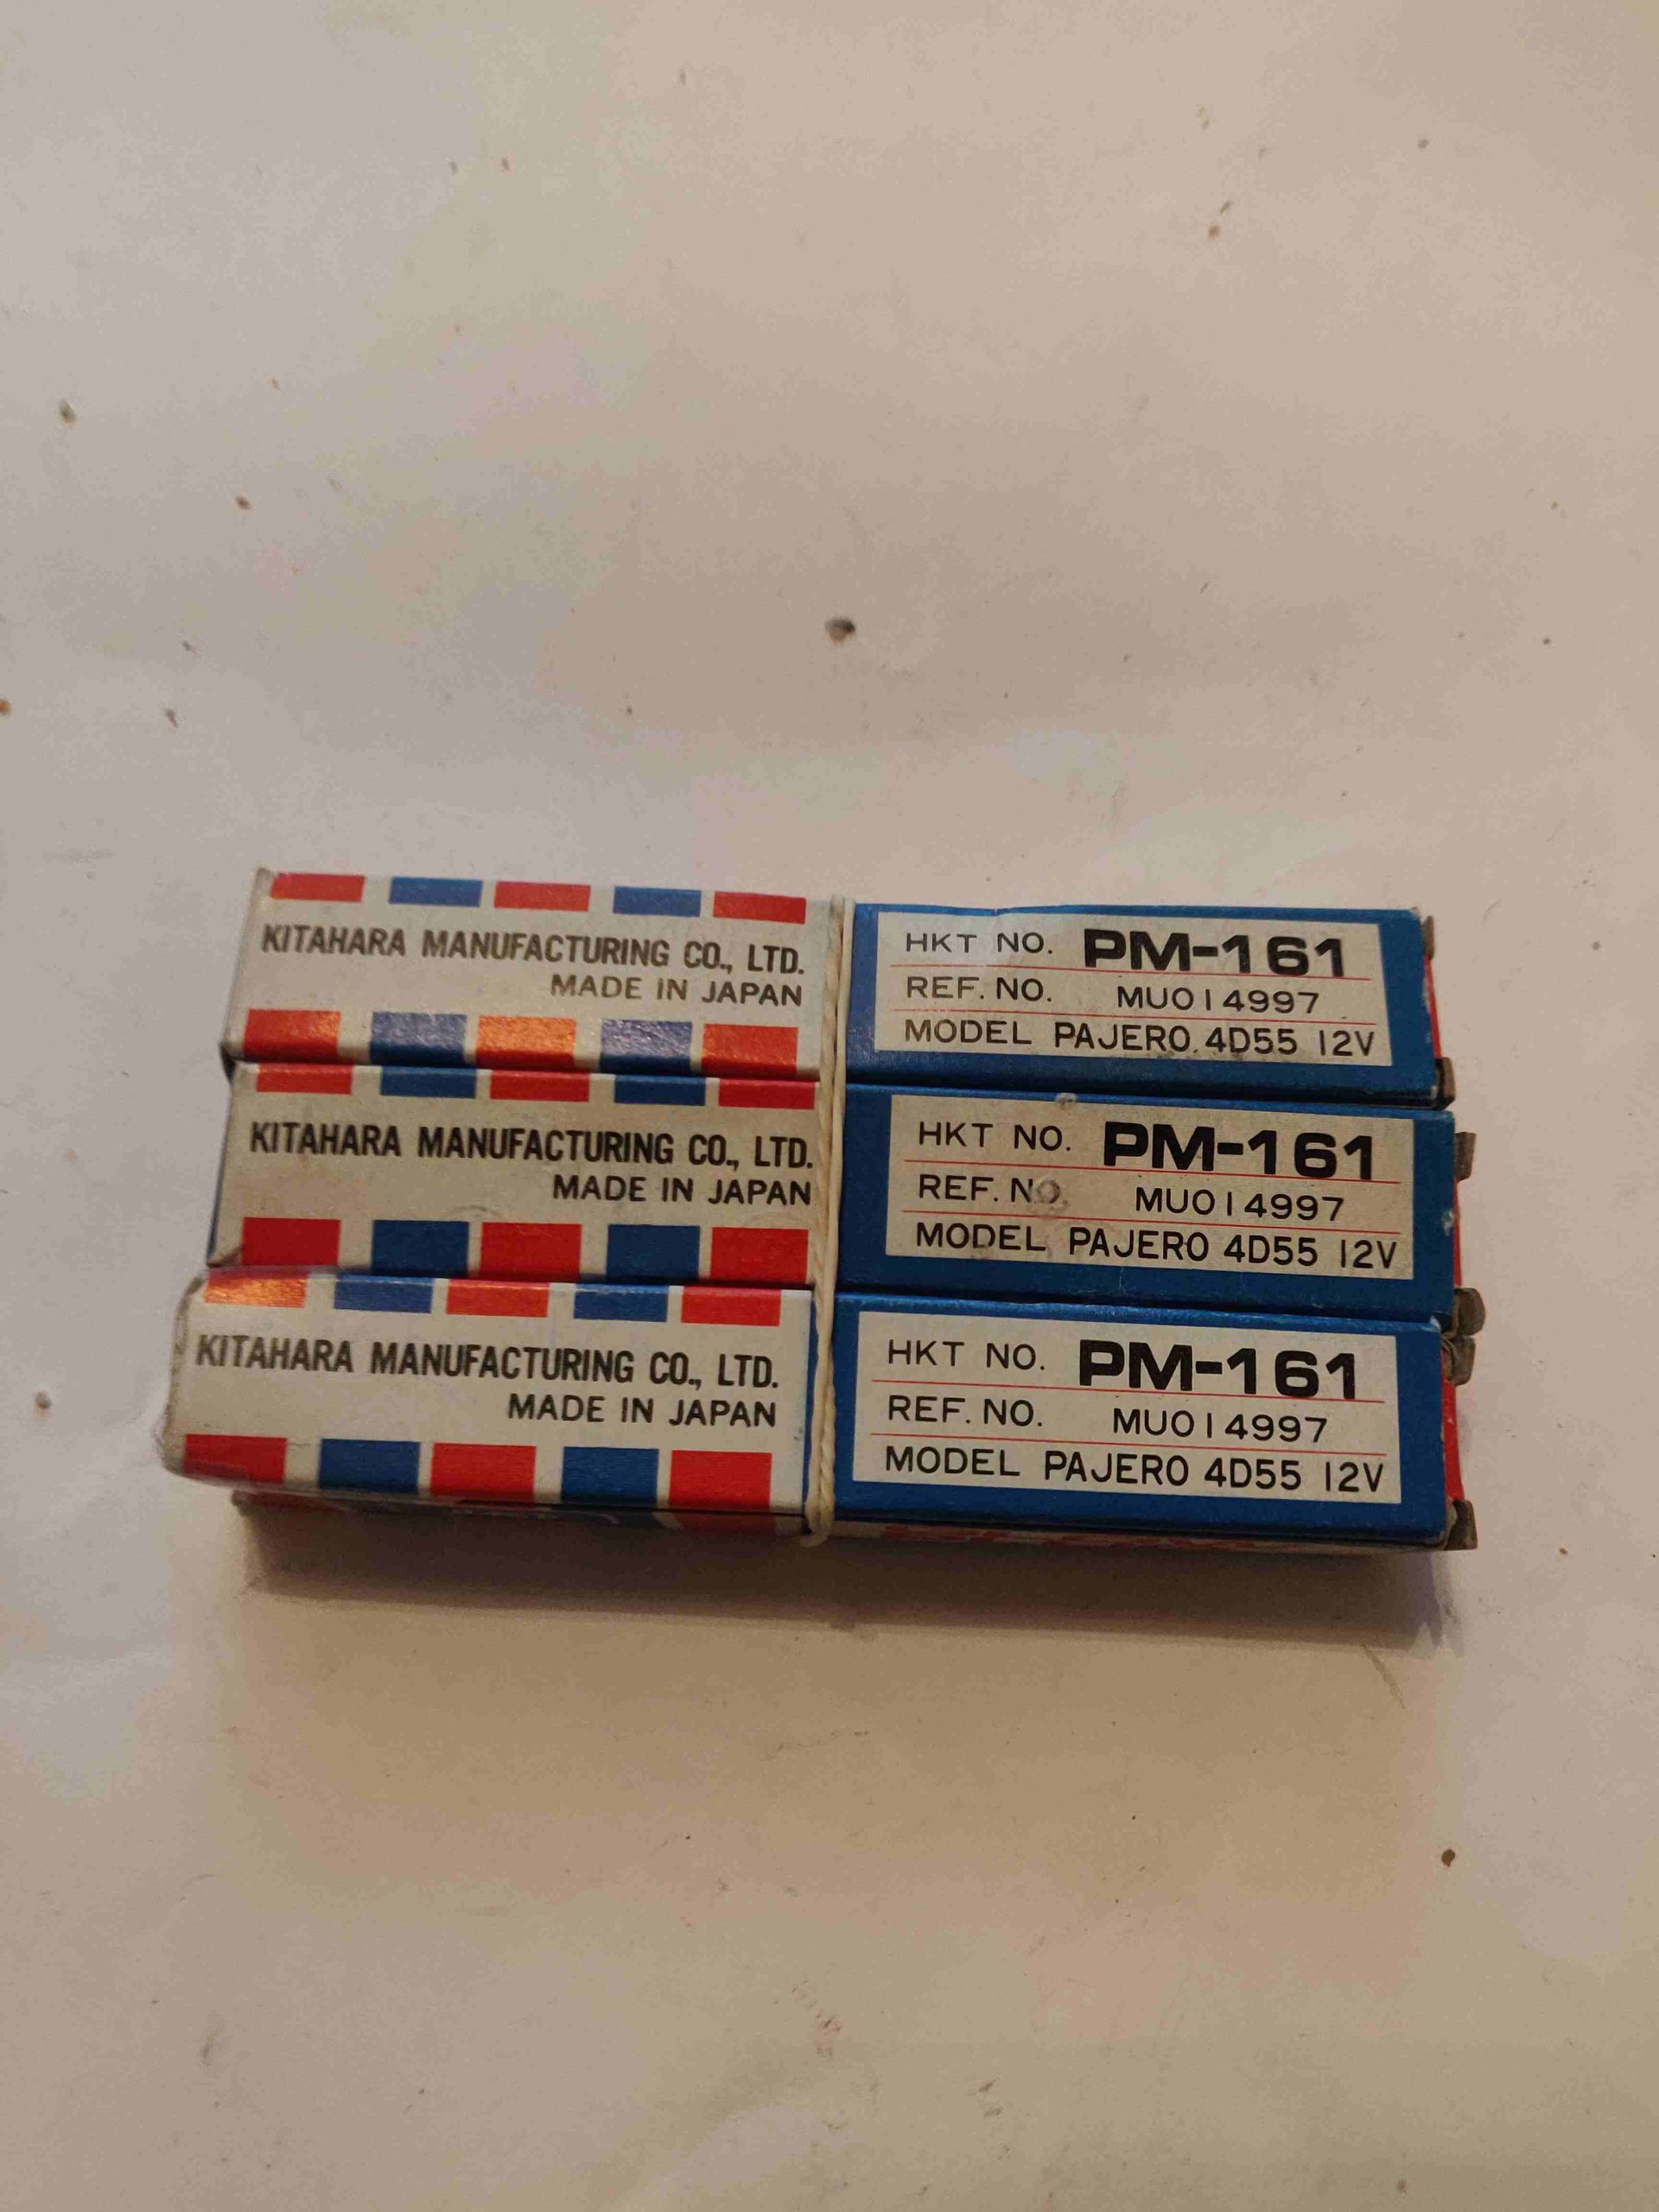 KITAHARA MANUFACTURING CO., LTD.
MADE IN JAPAN
HKT NO. PM-161
REF. NO. MU014997
MODEL PAJERO 4D55 12V
KITAHARA MANUFACTURING CO., LTD.
MADE IN JAPAN
HKT NO. PM-161
REF. NO. MU014997
MODEL PAJERO 4D55 12V
KITAHARA MANUFACTURING CO., LTD.
MADE IN JAPAN
HKT NO. PM-161
REF. NO. MU014997
MODEL PAJERO 4D55 12V